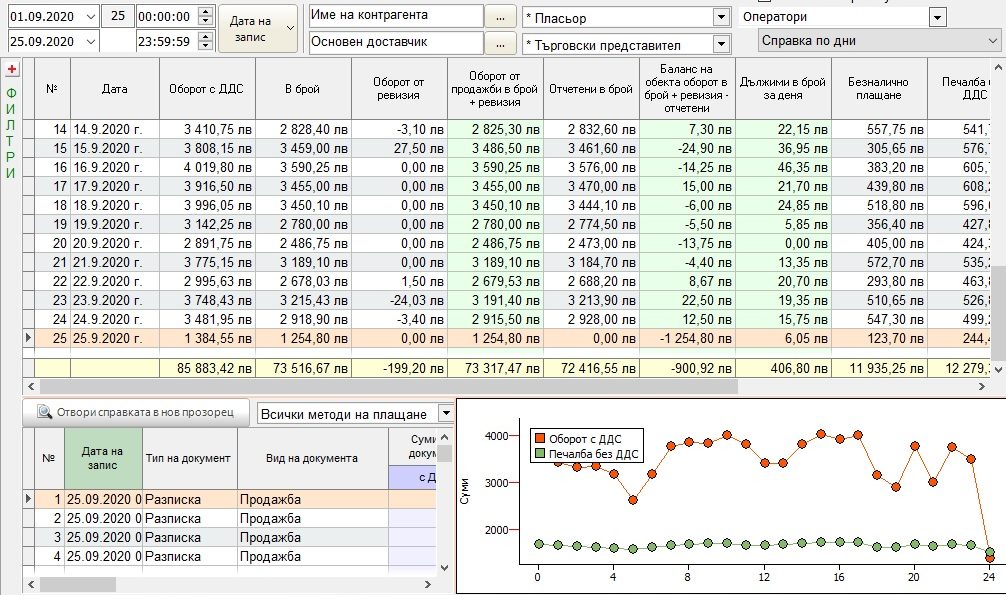 01.09.2020 25 00:00:00 Дата на запис Име на контрагента ... * Пласьор Оператори
25.09.2020 23:59:59 Основен доставчик ... * Търговски представител Справка по дни
ФИЛТРИ
№ Дата Оборот с ДДС В брой Оборот от ревизия Оборот от продажби в брой + ревизия Отчетени в брой Баланс на обекта оборот в брой + ревизия - отчетени Дължими в брой за деня Безналично плащане Печалба ДДС
14 14.9.2020 г. 3 410,75 лв 2 828,40 лв -3,10 лв 2 825,30 лв 2 832,60 лв 7,30 лв 22,15 лв 557,75 лв 541,
15 15.9.2020 г. 3 808,15 лв 3 459,00 лв 27,50 лв 3 486,50 лв 3 461,60 лв -24,90 лв 36,95 лв 305,65 лв 576,
16 16.9.2020 г. 4 019,80 лв 3 590,25 лв 0,00 лв 3 590,25 лв 3 576,00 лв -14,25 лв 46,35 лв 383,20 лв 605,
17 17.9.2020 г. 3 916,50 лв 3 455,00 лв 0,00 лв 3 455,00 лв 3 470,00 лв 15,00 лв 21,70 лв 439,80 лв 608,
18 18.9.2020 г. 3 996,05 лв 3 450,10 лв 0,00 лв 3 450,10 лв 3 444,10 лв -6,00 лв 24,85 лв 518,80 лв 596,
19 19.9.2020 г. 3 142,25 лв 2 780,00 лв 0,00 лв 2 780,00 лв 2 774,50 лв -5,50 лв 5,85 лв 356,40 лв 427,
20 20.9.2020 г. 2 891,75 лв 2 486,75 лв 0,00 лв 2 486,75 лв 2 473,00 лв -13,75 лв 0,00 лв 405,00 лв 424,
21 21.9.2020 г. 3 775,15 лв 3 189,10 лв 0,00 лв 3 189,10 лв 3 184,70 лв -4,40 лв 13,35 лв 572,70 лв 535,
22 22.9.2020 г. 2 995,63 лв 2 678,03 лв 1,50 лв 2 679,53 лв 2 688,20 лв 8,67 лв 20,70 лв 293,80 лв 463,
23 23.9.2020 г. 3 748,43 лв 3 215,43 лв -24,03 лв 3 191,40 лв 3 213,90 лв 22,50 лв 19,35 лв 510,65 лв 526,
24 24.9.2020 г. 3 481,95 лв 2 918,90 лв -3,40 лв 2 915,50 лв 2 928,00 лв 12,50 лв 15,75 лв 547,30 лв 499,
25 25.9.2020 г. 1 384,55 лв 1 254,80 лв 0,00 лв 1 254,80 лв 0,00 лв -1 254,80 лв 6,05 лв 123,70 лв 244,
85 883,42 лв 73 516,67 лв -199,20 лв 73 317,47 лв 72 416,55 лв -900,92 лв 406,80 лв 11 935,25 лв 12 279,
Отвори справката в нов прозорец Всички методи на плащане
№ Дата на запис Тип на документ Вид на документа Суми докум с Д
1 25.09.2020 0 Разписка Продажба
2 25.09.2020 0 Разписка Продажба
3 25.09.2020 0 Разписка Продажба
4 25.09.2020 0 Разписка Продажба
Оборот с ДДС
Печалба без ДДС
Суми
4000
3000
2000
0 4 8 12 16 20 24